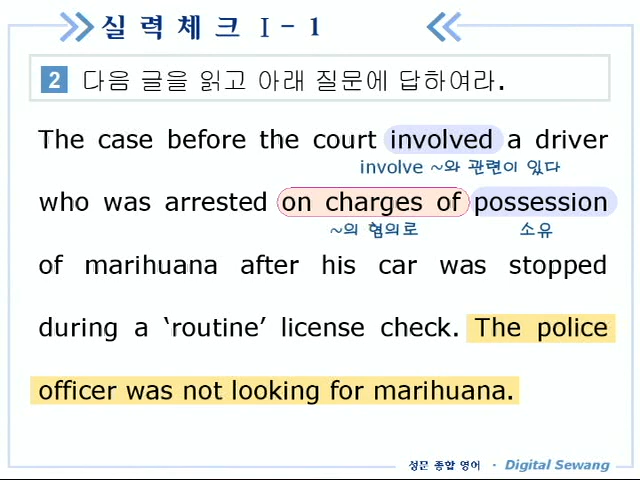 실력체크 Ⅰ-1
2 다음 글을 읽고 아래 질문에 답하여라.
The case before the court involved a driver
involve ~와 관련이 있다
who was arrested on charges of possession
~의 혐의로 소유
of marihuana after his car was stopped
during a ‘routine’ license check. The police
officer was not looking for marihuana.
성문 종합 영어 · Digital Sewang